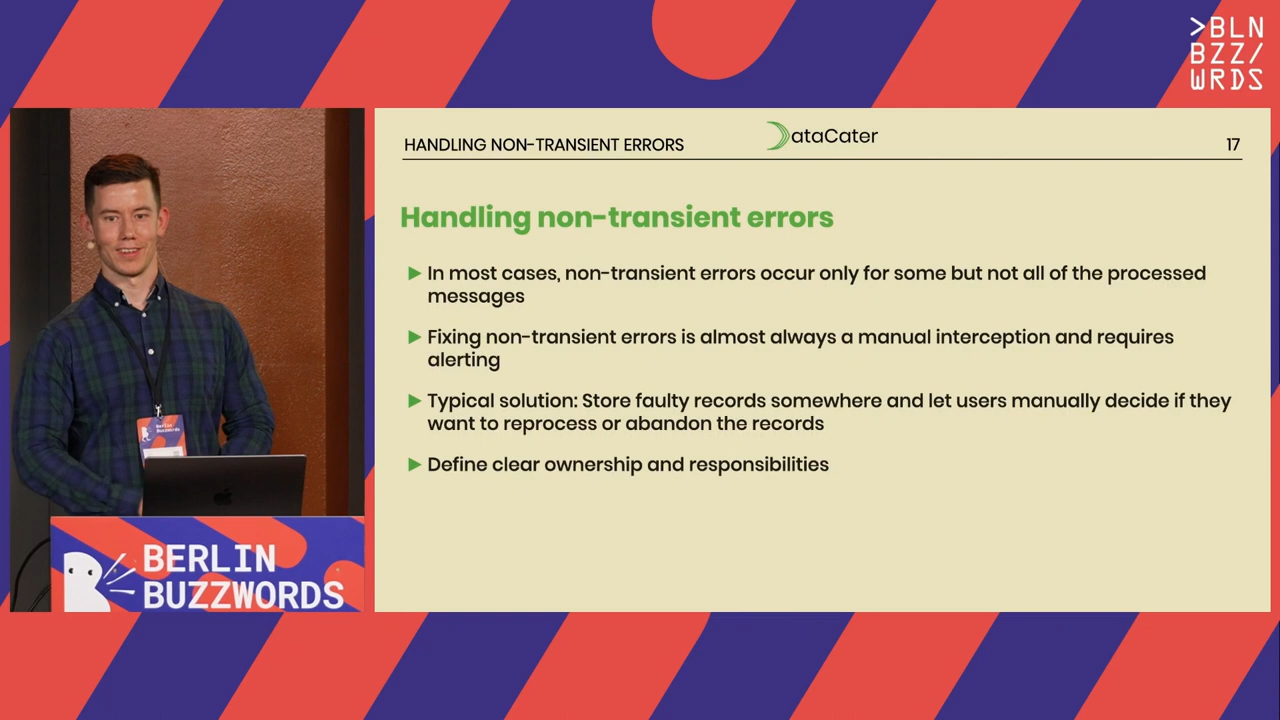 >BLN
BZZ/
WRDS
HANDLING NON-TRANSIENT ERRORS
DataCater
17
Handling non-transient errors
In most cases, non-transient errors occur only for some but not all of the processed
messages
Fixing non-transient errors is almost always a manual interception and requires
alerting
Typical solution: Store faulty records somewhere and let users manually decide if they
want to reprocess or abandon the records
Define clear ownership and responsibilities
Berlin
Buzzwords
BERLIN
BUZZWORDS